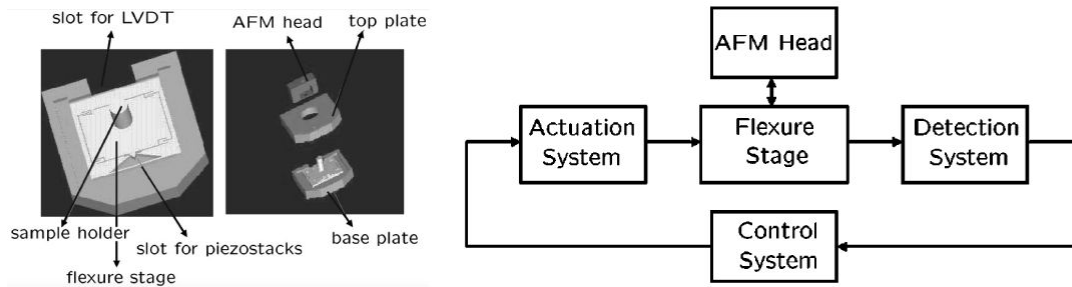 slot for LVDT
AFM head
top plate
sample holder
slot for piezostacks
flexure stage
base plate
AFM Head
Actuation
System
Flexure
Stage
Detection
System
Control
System